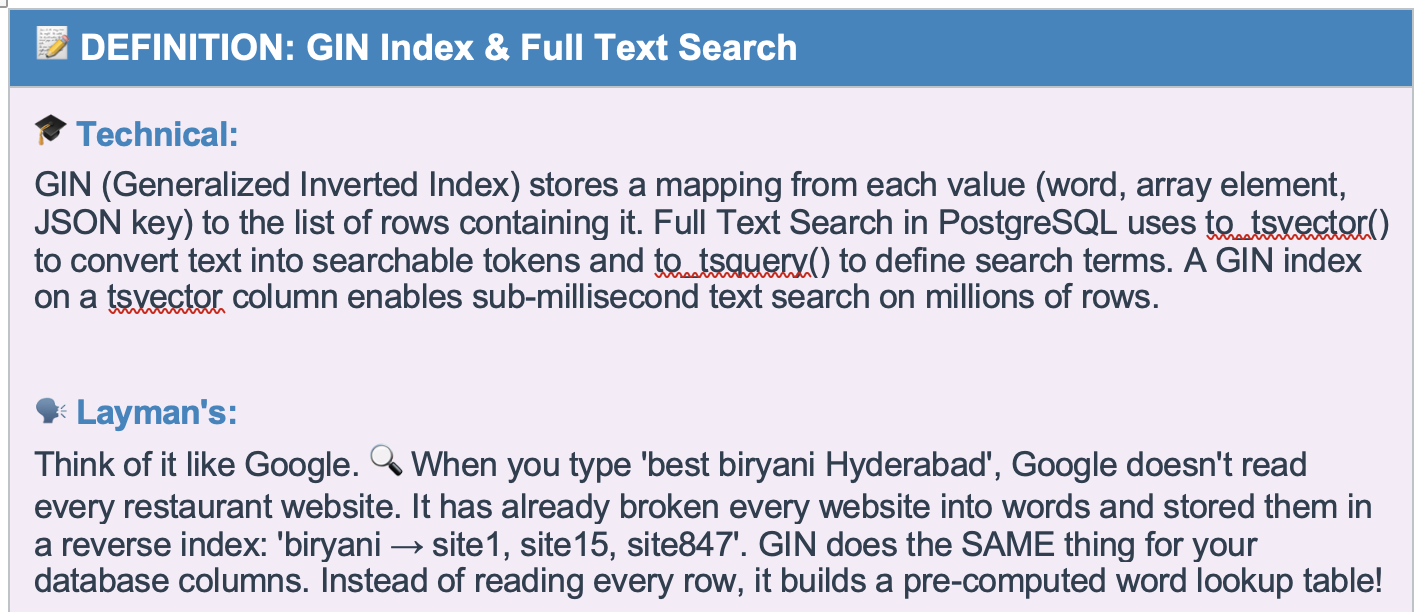 📝 DEFINITION: GIN Index & Full Text Search
🎓 Technical:
GIN (Generalized Inverted Index) stores a mapping from each value (word, array element,
JSON key) to the list of rows containing it. Full Text Search in PostgreSQL uses to_tsvector()
to convert text into searchable tokens and to_tsquery() to define search terms. A GIN index
on a tsvector column enables sub-millisecond text search on millions of rows.
🗣️ Layman's:
Think of it like Google. 🔍 When you type 'best biryani Hyderabad', Google doesn't read
every restaurant website. It has already broken every website into words and stored them in
a reverse index: 'biryani → site1, site15, site847'. GIN does the SAME thing for your
database columns. Instead of reading every row, it builds a pre-computed word lookup table!